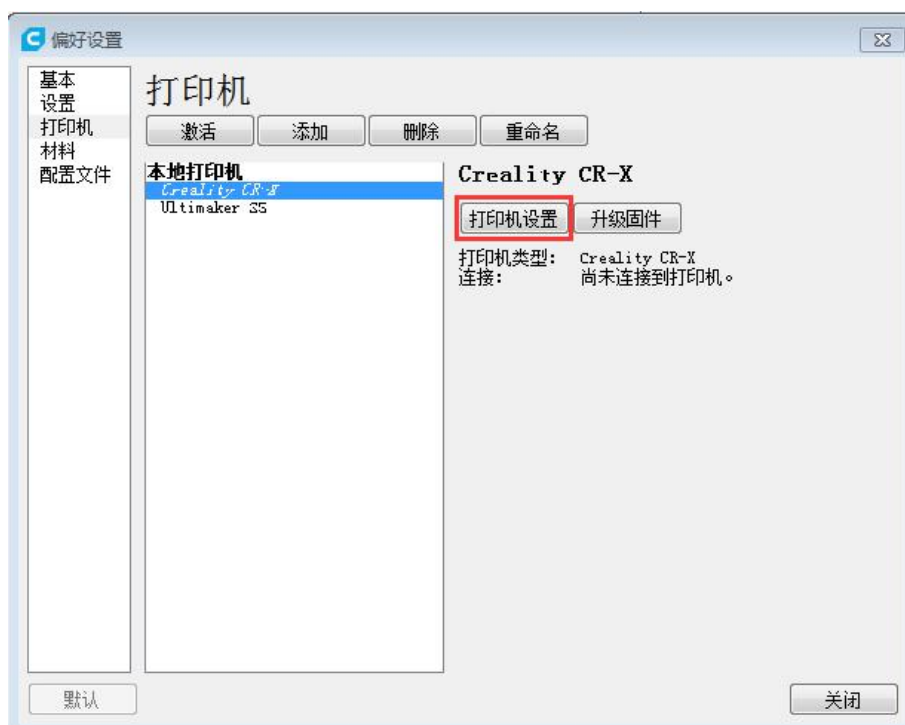 偏好设置
基本
设置
打印机
材料
配置文件
打印机
激活 添加 删除 重命名
本地打印机
Creality CR-X
Ultimaker S5
Creality CR-X
打印机设置 升级固件
打印机类型: Creality CR-X
连接: 尚未连接到打印机。
默认
关闭